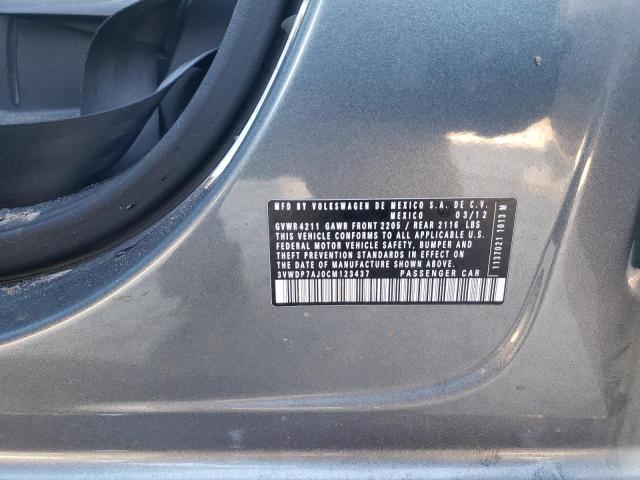 MFD BY VOLKSWAGEN DE MEXICO S.A. DE C.V.
MEXICO 03/12
GVWR4211 GAWR FRONT 2205 / REAR 2116 LBS
THIS VEHICLE CONFORMS TO ALL APPLICABLE U.S.
FEDERAL MOTOR VEHICLE SAFETY, BUMPER AND
THEFT PREVENTION STANDARDS IN EFFECT ON THE
DATE OF MANUFACTURE SHOWN ABOVE
3VWDP7AJ0CM123437 PASSENGER CAR
1137021 1013 M